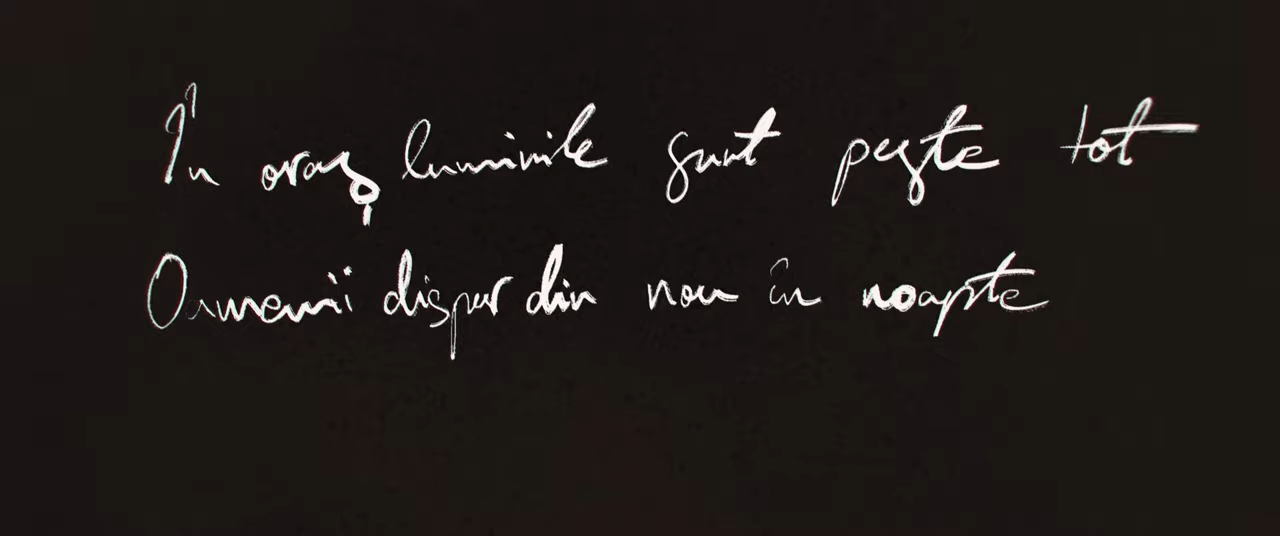 În oraș luminile sunt peste tot
Oamenii dispar din nou în noapte